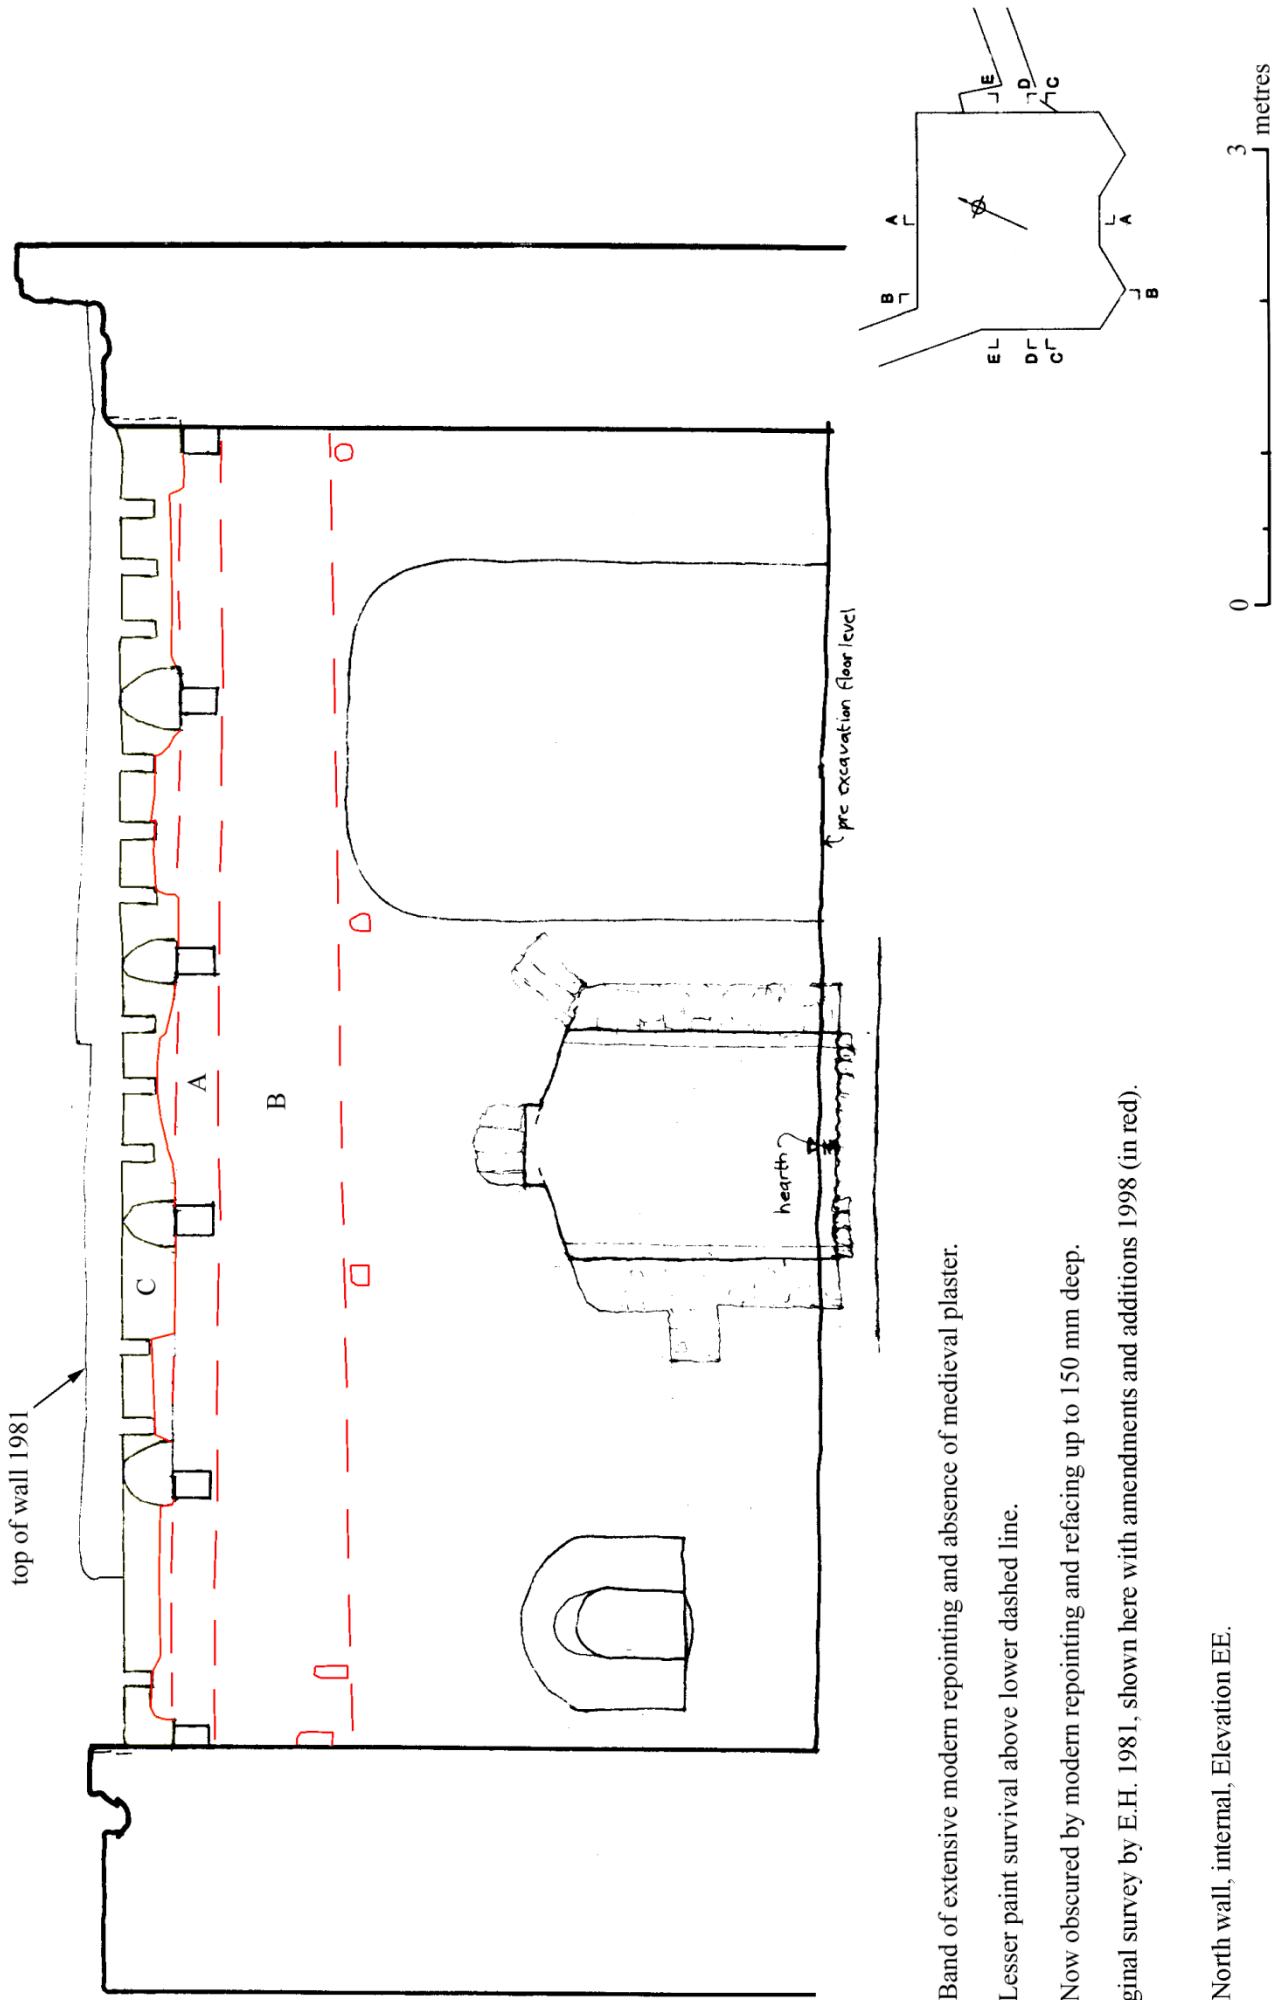 top of wall 1981
C
A
B
hearth
pre excavation floor level
A
B
E
D
C
E
D
C
A
B
0 3 metres
Band of extensive modern repointing and absence of medieval plaster.
Lesser paint survival above lower dashed line.
Now obscured by modern repointing and refacing up to 150 mm deep.
survey by E.H. 1981, shown here with amendments and additions 1998 (in red).
North wall, internal, Elevation EE.